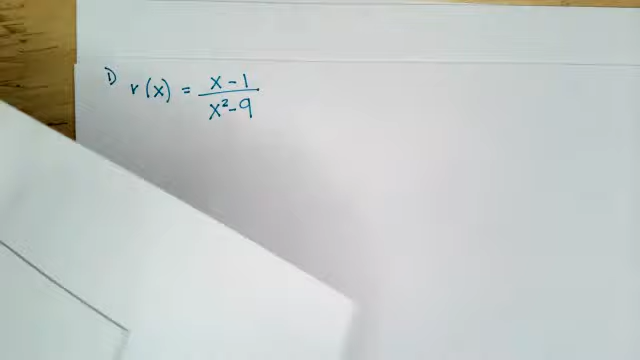 1) r(x) = x - 1
x² - 9